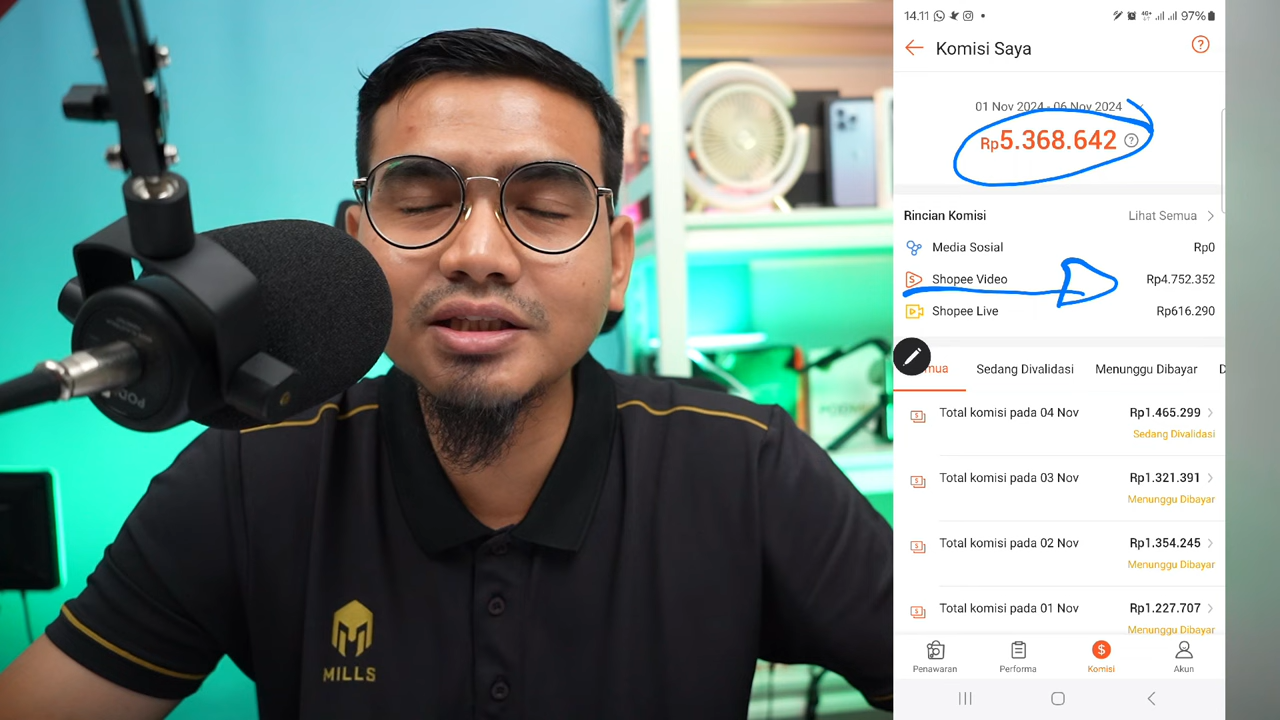 14.11
4G+
97%
Komisi Saya
?
01 Nov 2024 - 06 Nov 2024
Rp5.368.642 ?
Rincian Komisi
Lihat Semua
Media Sosial
Rp0
Shopee Video
Rp4.752.352
Shopee Live
Rp616.290
Sedang Divalidasi
Menunggu Dibayar
Total komisi pada 04 Nov
Rp1.465.299
Sedang Divalidasi
Total komisi pada 03 Nov
Rp1.321.391
Menunggu Dibayar
Total komisi pada 02 Nov
Rp1.354.245
Menunggu Dibayar
Total komisi pada 01 Nov
Rp1.227.707
Menunggu Dibayar
Penawaran
Performa
Komisi
Akun
MILLS